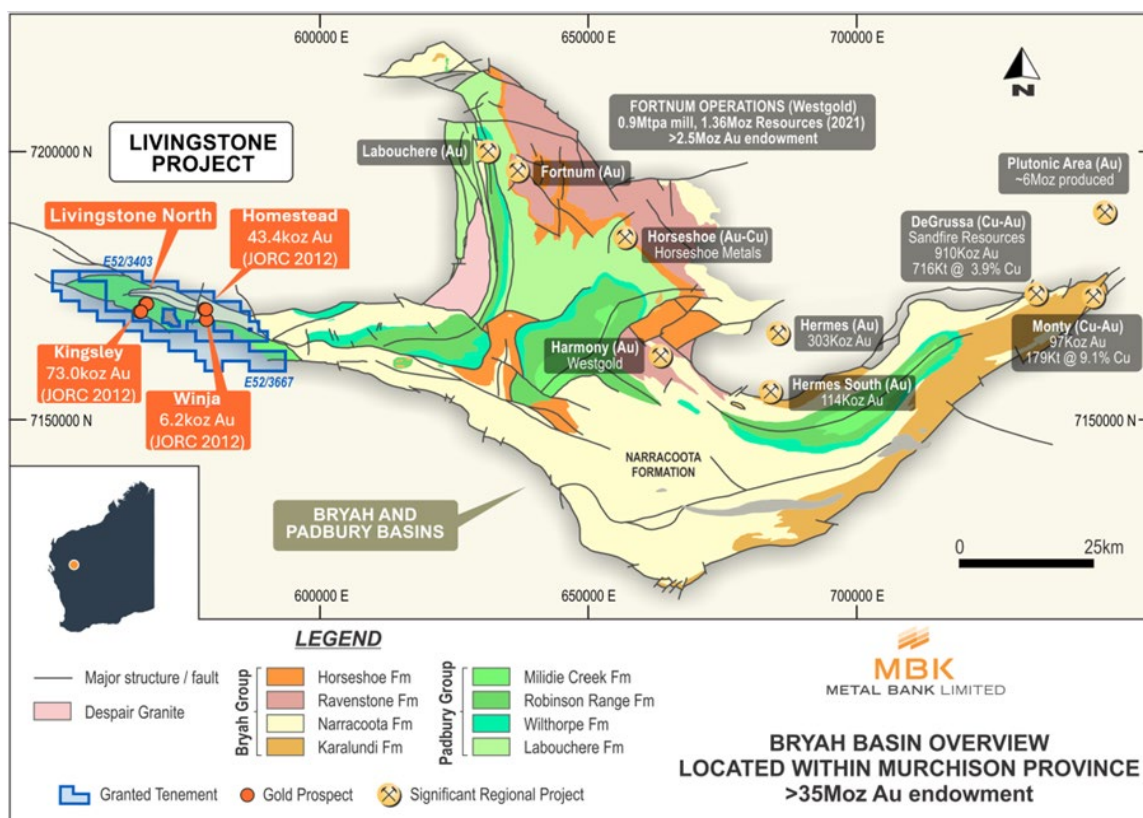 600000 E
650000 E
700000 E
N
7200000 N
LIVINGSTONE
PROJECT
FORTNUM OPERATIONS (Westgold)
0.9Mtpa mill, 1.36Moz Resources (2021)
>2.5Moz Au endowment
Labouchere (Au)
Fortnum (Au)
Plutonic Area (Au)
~6Moz produced
Livingstone North
Homestead
43.4koz Au
(JORC 2012)
Horseshoe (Au-Cu)
Horseshoe Metals
DeGrussa (Cu-Au)
Sandfire Resources
910Koz Au
716Kt @ 3.9% Cu
E52/3403
Kingsley
73.0koz Au
(JORC 2012)
E52/3667
Winja
6.2koz Au
(JORC 2012)
Harmony (Au)
Westgold
Hermes (Au)
303Koz Au
Hermes South (Au)
114Koz Au
Monty (Cu-Au)
97Koz Au
179Kt @ 9.1% Cu
7150000 N
7150000 N
NARRACOOTA
FORMATION
BRYAH AND
PADBURY BASINS
0
25km
600000 E
650000 E
700000 E
LEGEND
Major structure / fault
Despair Granite
Bryah Group
Horseshoe Fm
Ravenstone Fm
Narracoota Fm
Karalundi Fm
Padbury Group
Milidie Creek Fm
Robinson Range Fm
Wilthorpe Fm
Labouchere Fm
Granted Tenement
Gold Prospect
Significant Regional Project
MBK
METAL BANK LIMITED
BRYAH BASIN OVERVIEW
LOCATED WITHIN MURCHISON PROVINCE
>35Moz Au endowment